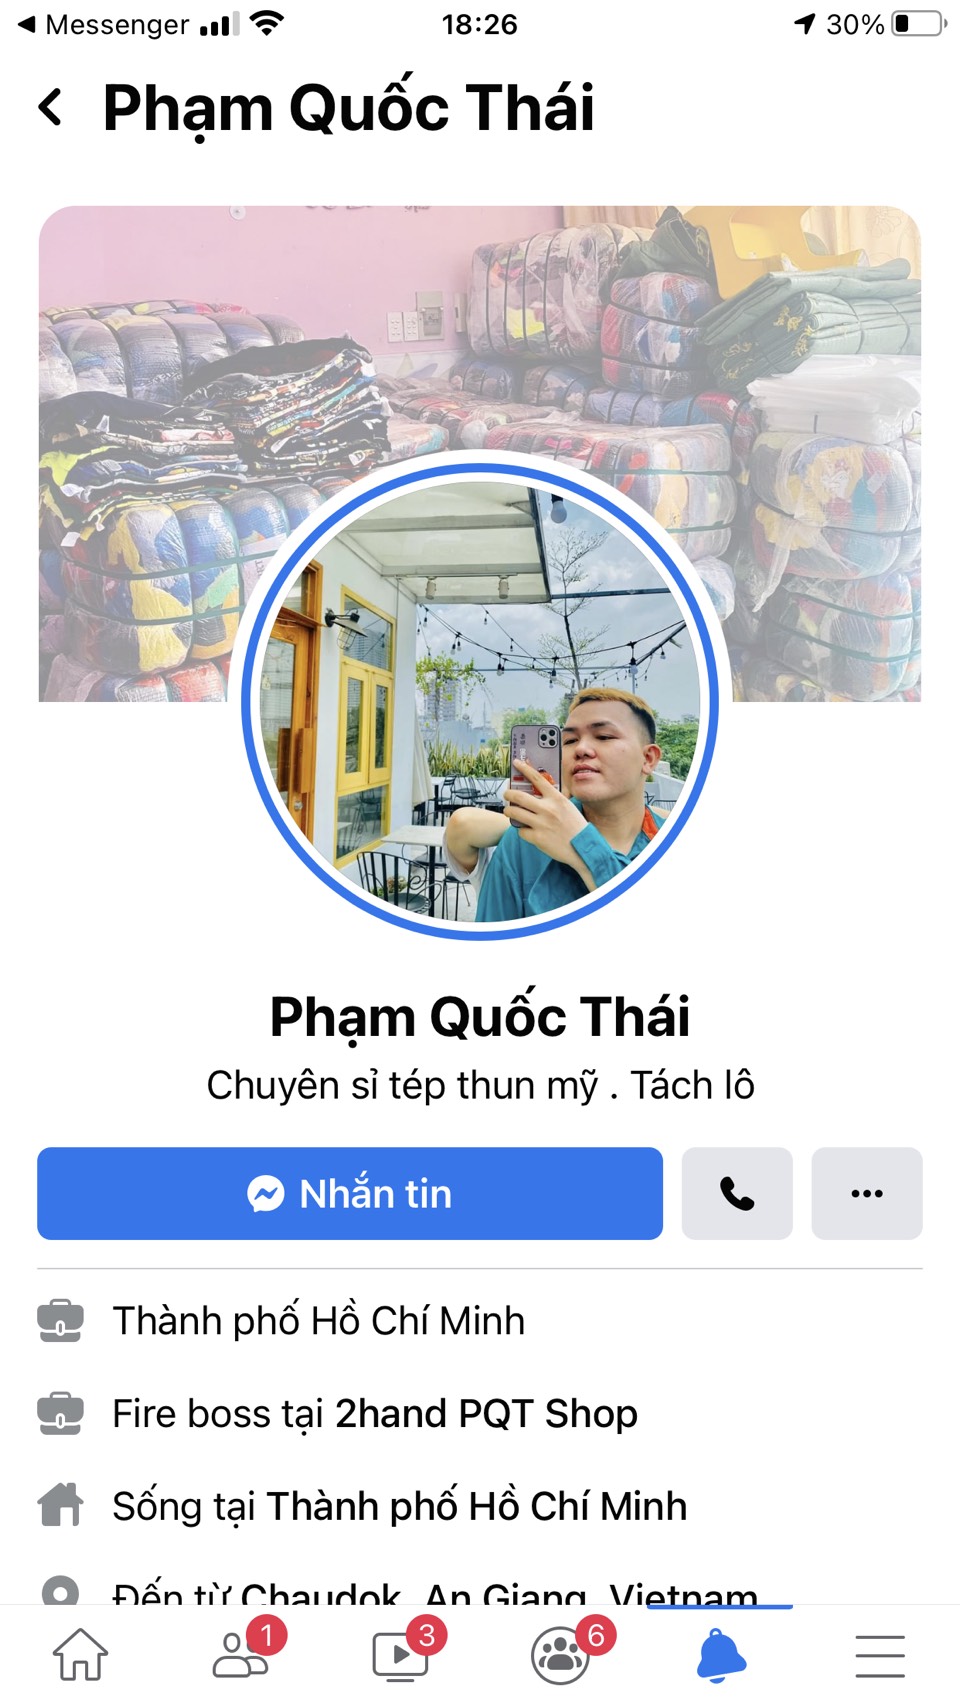 Messenger
18:26
30%
Phạm Quốc Thái
Phạm Quốc Thái
Chuyên sỉ tép thun mỹ . Tách lô
Nhắn tin
Thành phố Hồ Chí Minh
Fire boss tại 2hand PQT Shop
Sống tại Thành phố Hồ Chí Minh
Đến từ Chaudok, An Giang, Vietnam
1
3
6